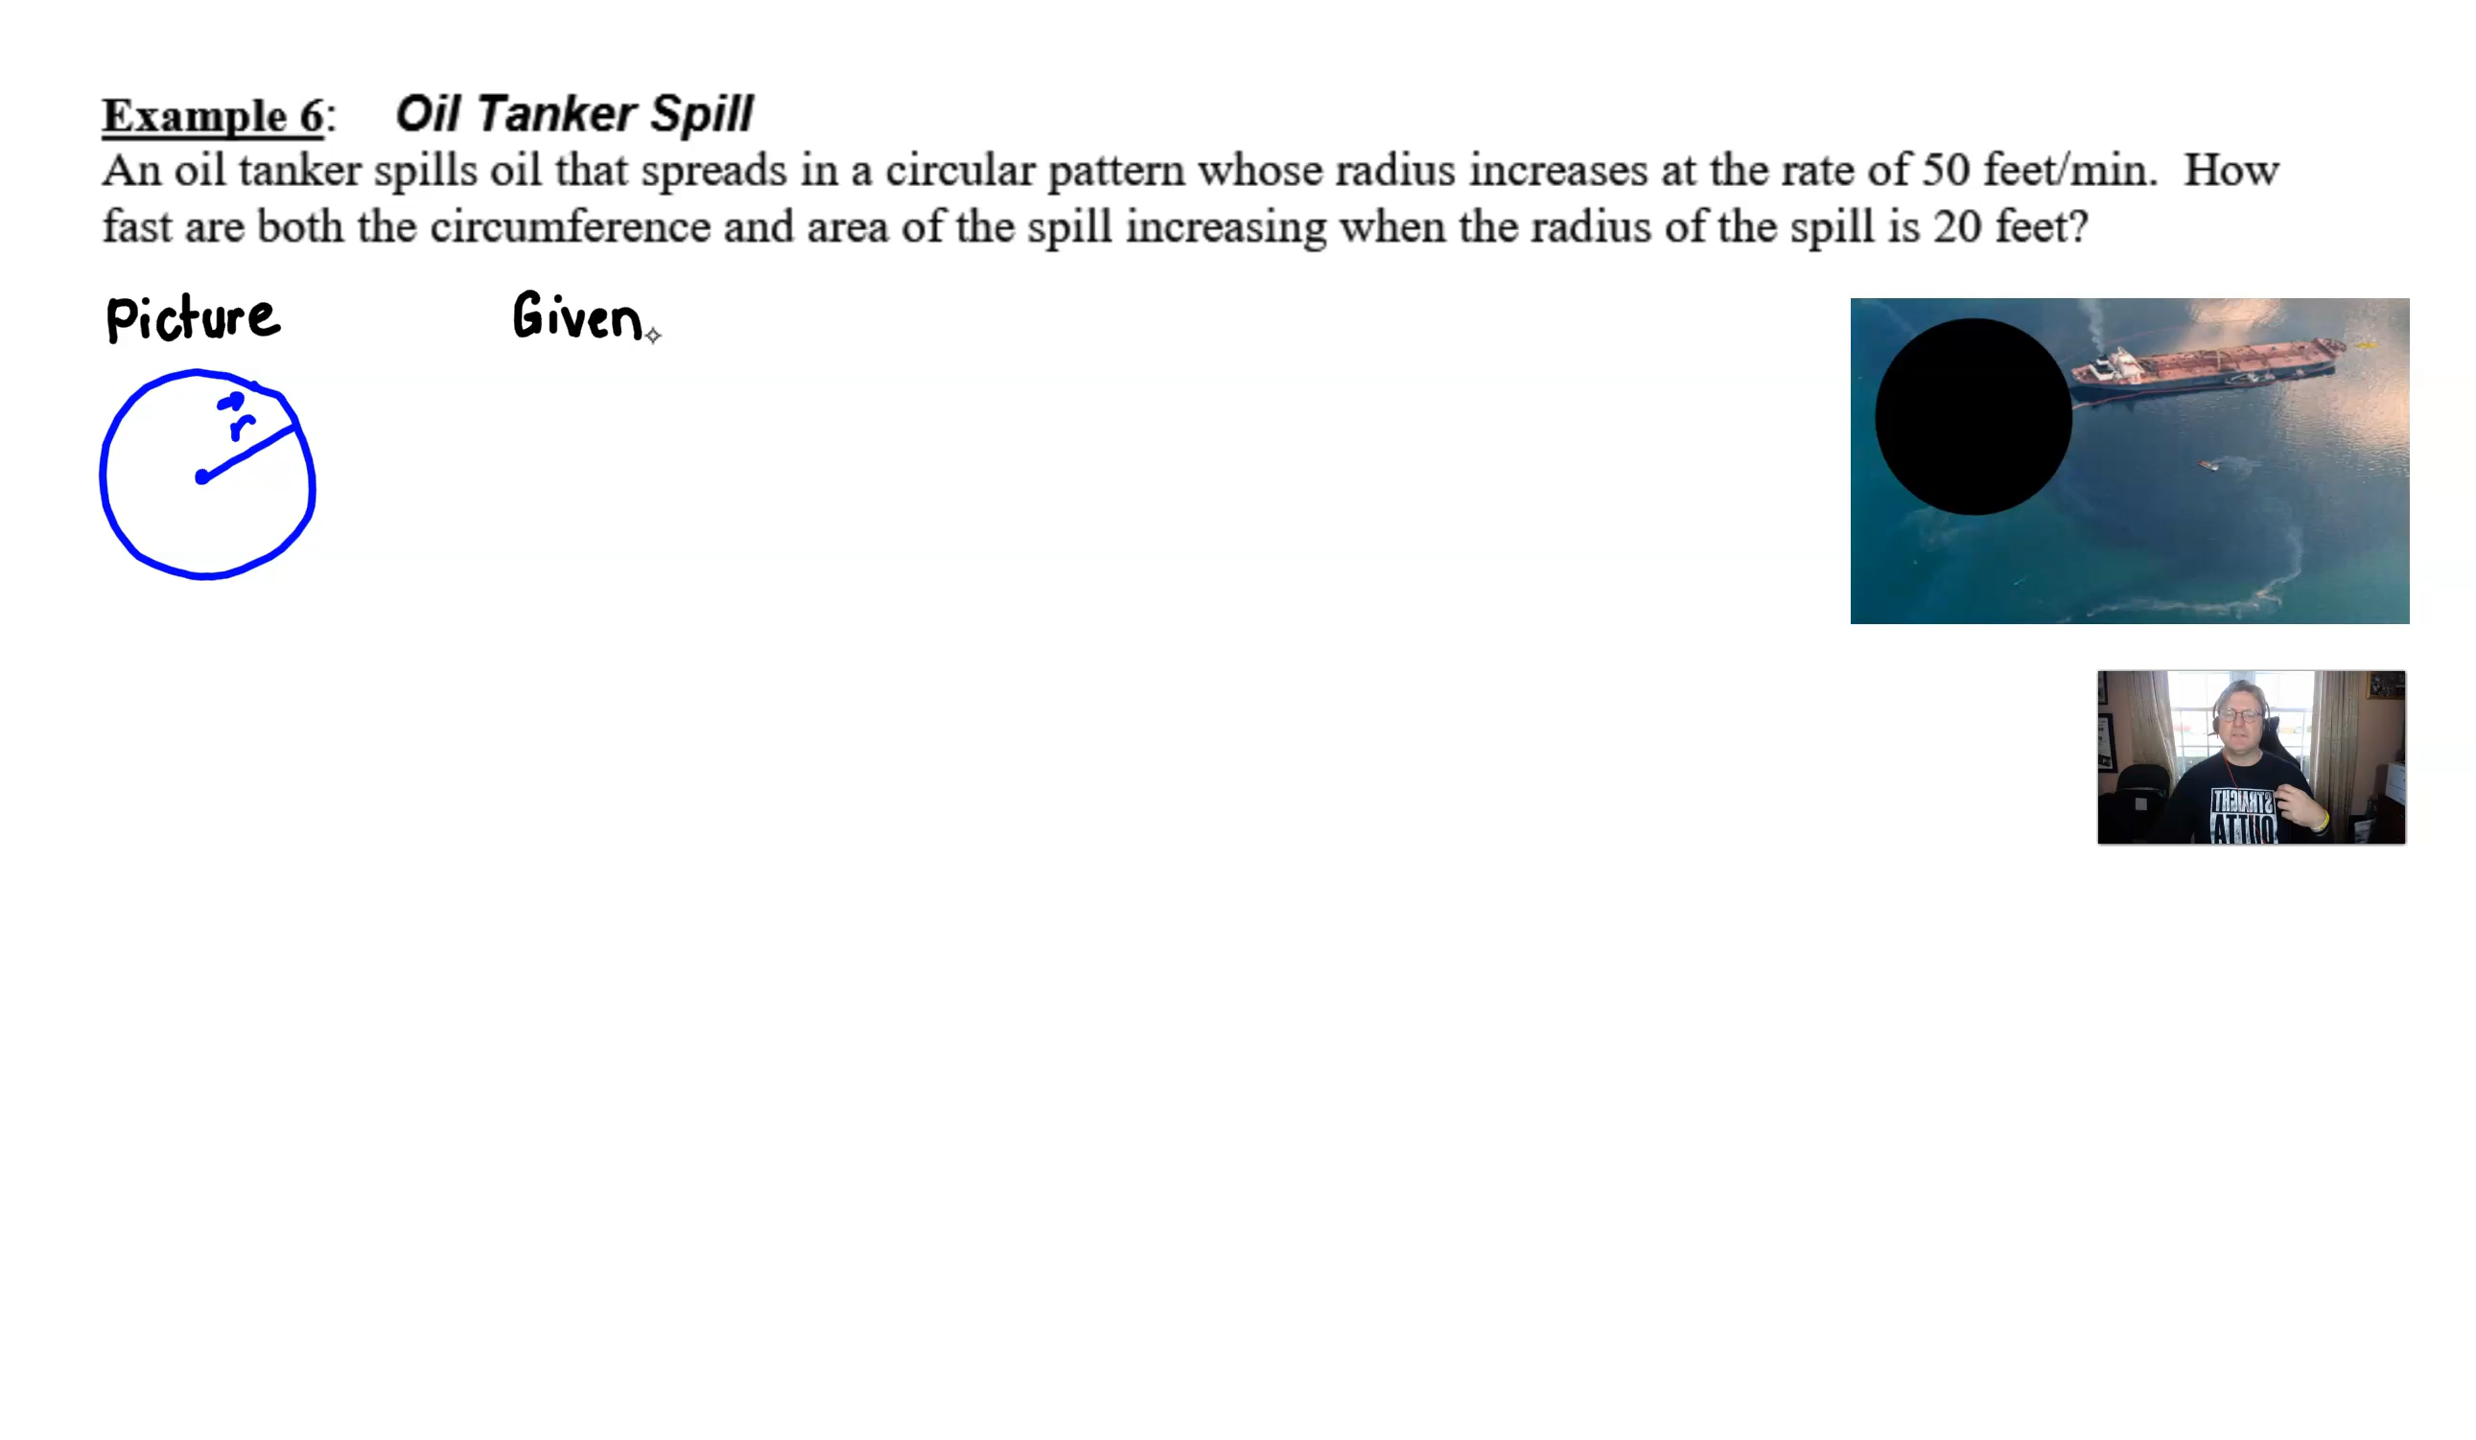 Example 6: Oil Tanker Spill
An oil tanker spills oil that spreads in a circular pattern whose radius increases at the rate of 50 feet/min. How
fast are both the circumference and area of the spill increasing when the radius of the spill is 20 feet?
Picture Given
r
STRAIGHT
OUTTA